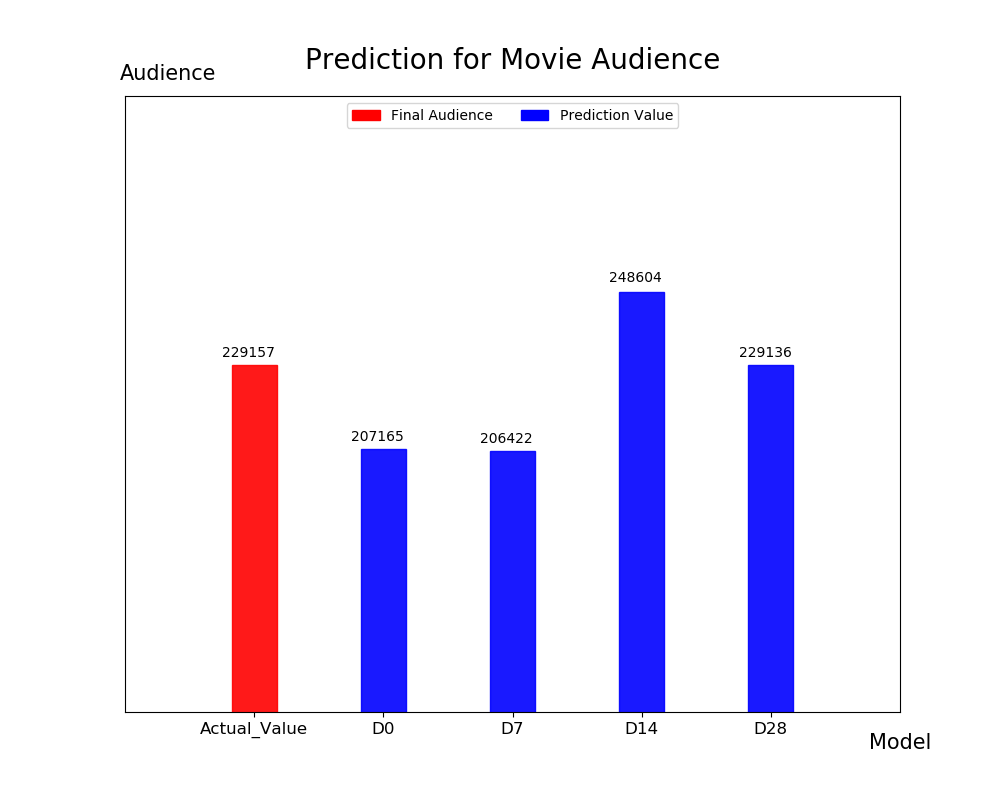 Prediction for Movie Audience
Audience
Final Audience
Prediction Value
248604
229157
229136
207165
206422
Actual_Value
D0
D7
D14
D28
Model